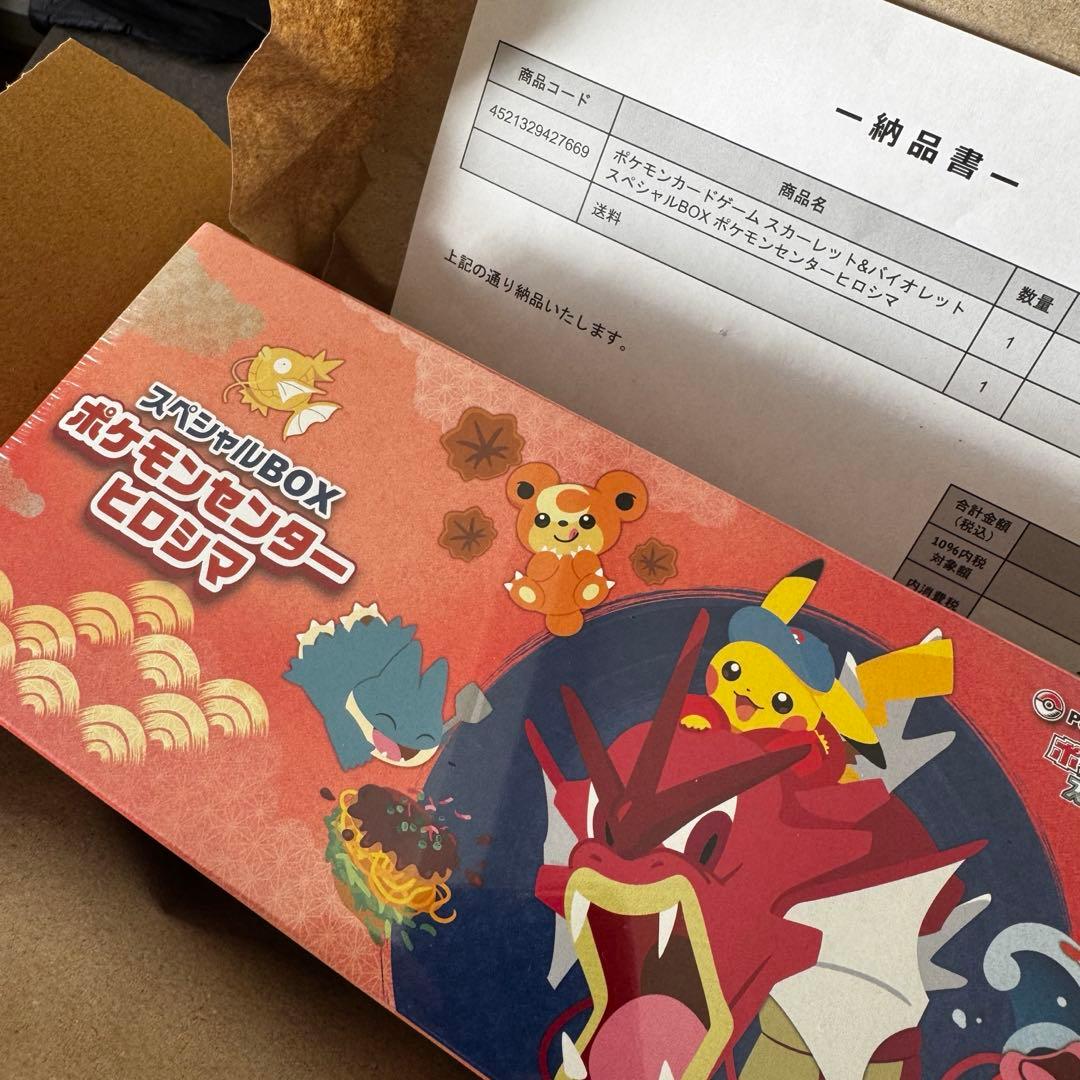 ー納品書ー
商品コード
商品名
数量
4521329427669
ポケモンカードゲーム スカーレット&バイオレット
スペシャルBOX ポケモンセンターヒロシマ
1
送料
1
上記の通り納品いたします。
合計金額
(税込)
10%内税
対象額
内消費税
スペシャルBOX
ポケモンセンター
ヒロシマ